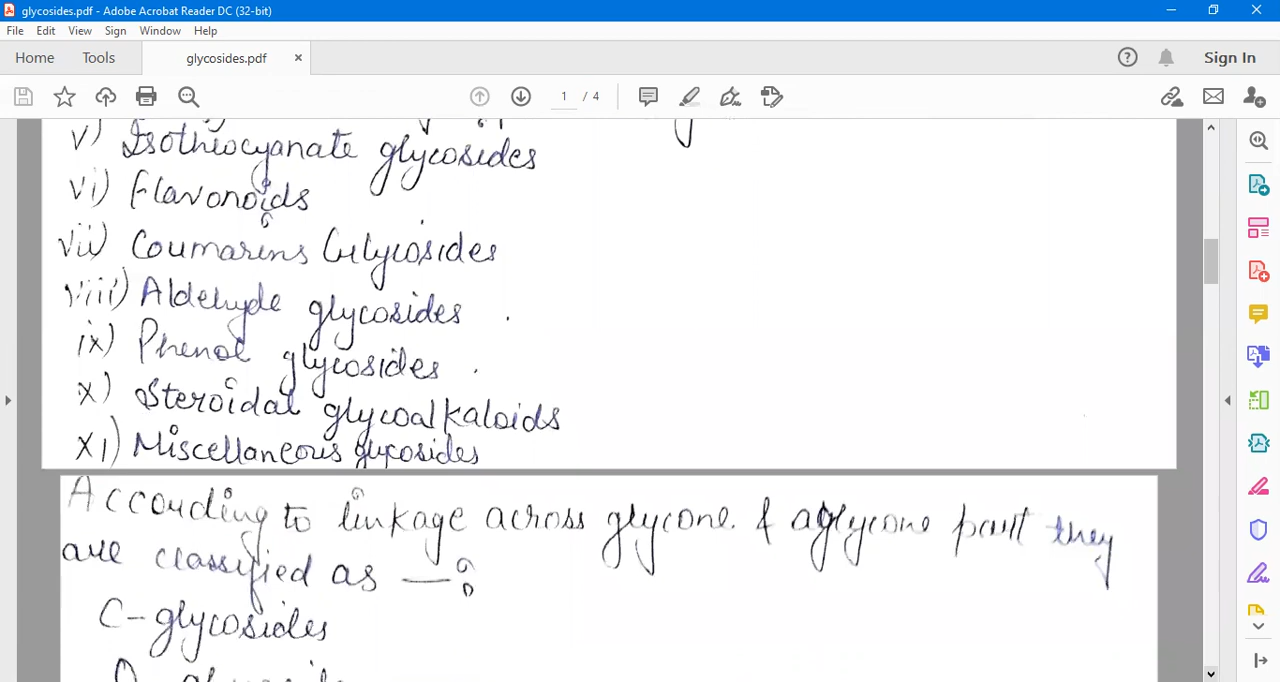 glycosides.pdf - Adobe Acrobat Reader DC (32-bit)
File Edit View Sign Window Help
Home Tools glycosides.pdf × Sign In
1 / 4
v) Isothiocyanate glycosides
vi) Flavonoids
vii) Coumarins Glycosides
viii) Aldehyde glycosides.
ix) Phenol glycosides.
x) Steroidal glycoalkaloids
xi) Miscellaneous glycosides
According to linkage across glycone & aglycone part they
are classified as —:
C-glycosides